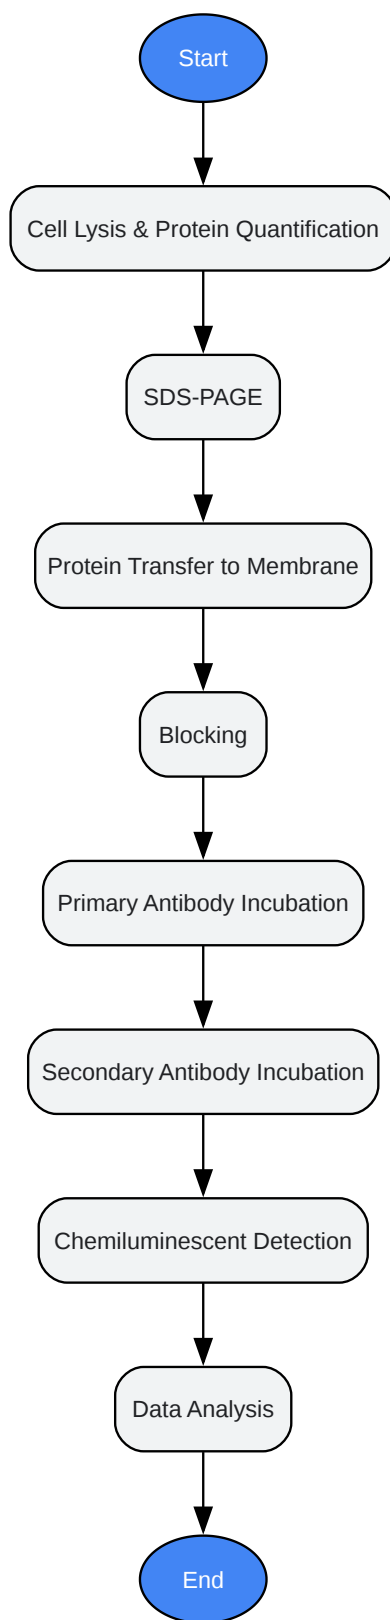 Start
Cell Lysis & Protein Quantification
SDS-PAGE
Protein Transfer to Membrane
Blocking
Primary Antibody Incubation
Secondary Antibody Incubation
Chemiluminescent Detection
Data Analysis
End